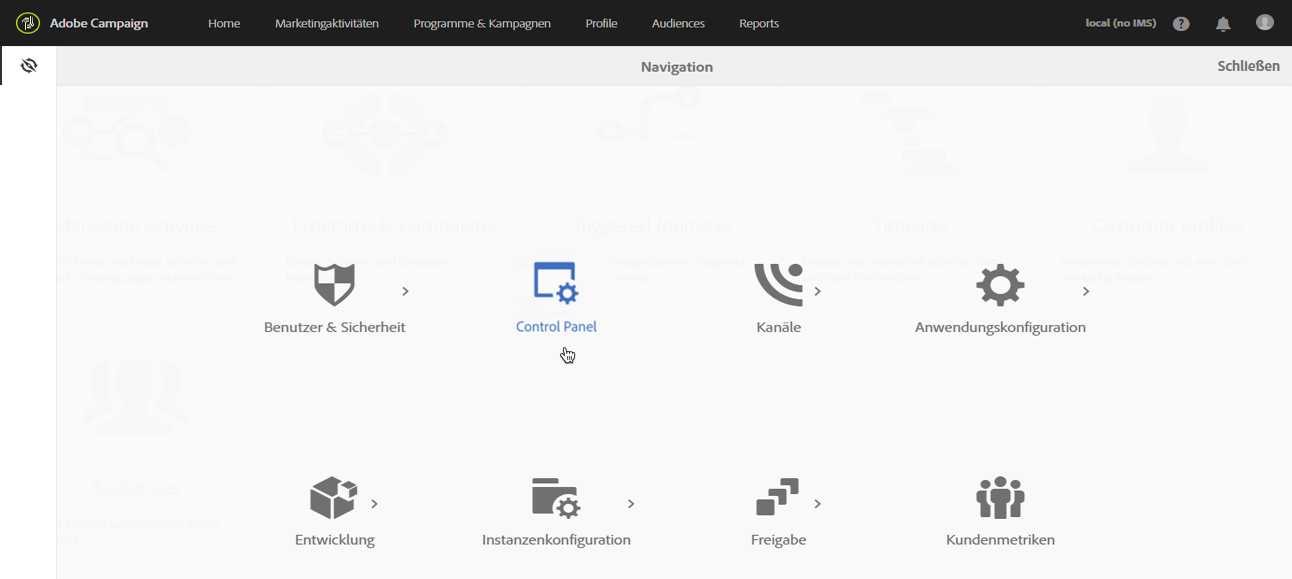 Adobe Campaign Home Marketingaktivitäten Programme & Kampagnen Profile Audiences Reports local (no IMS) ?
Navigation Schließen
Marketing activities Programs & Campaigns Triggered Journeys Timeline Customer profiles
Benutzer & Sicherheit Control Panel Kanäle Anwendungskonfiguration
Audiences
Entwicklung Instanzenkonfiguration Freigabe Kundenmetriken